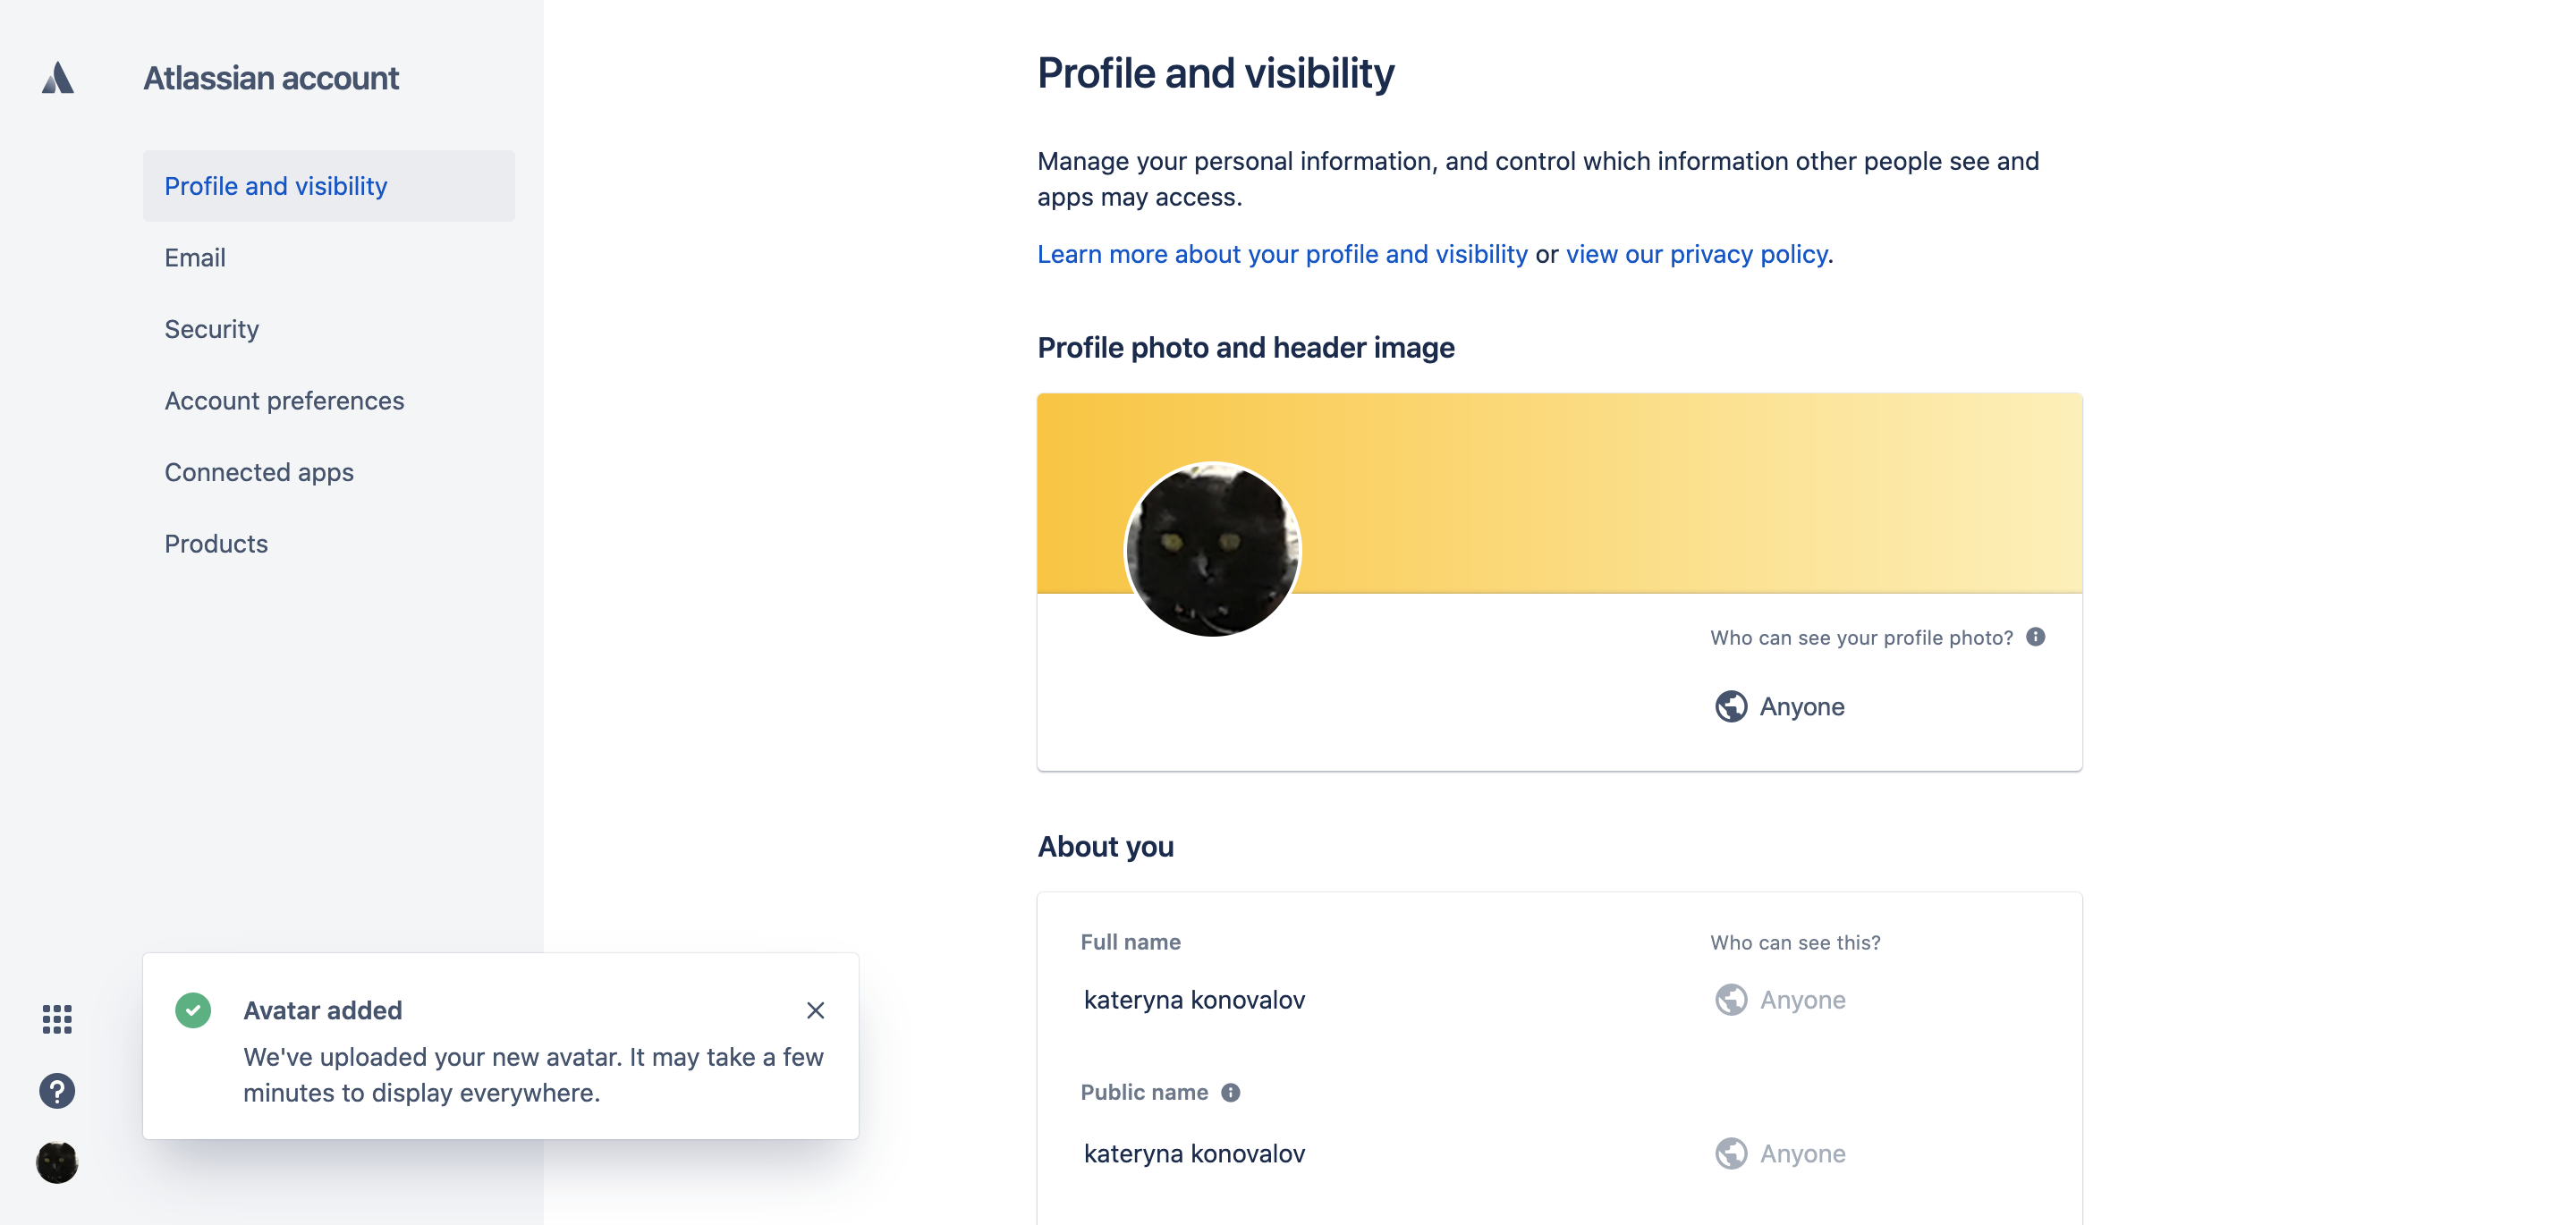 Atlassian account
Profile and visibility
Email
Security
Account preferences
Connected apps
Products
Profile and visibility
Manage your personal information, and control which information other people see and
apps may access.
Learn more about your profile and visibility or view our privacy policy.
Profile photo and header image
Who can see your profile photo?
Anyone
About you
Full name
Who can see this?
kateryna konovalov
Anyone
Public name
kateryna konovalov
Anyone
Avatar added
We've uploaded your new avatar. It may take a few
minutes to display everywhere.